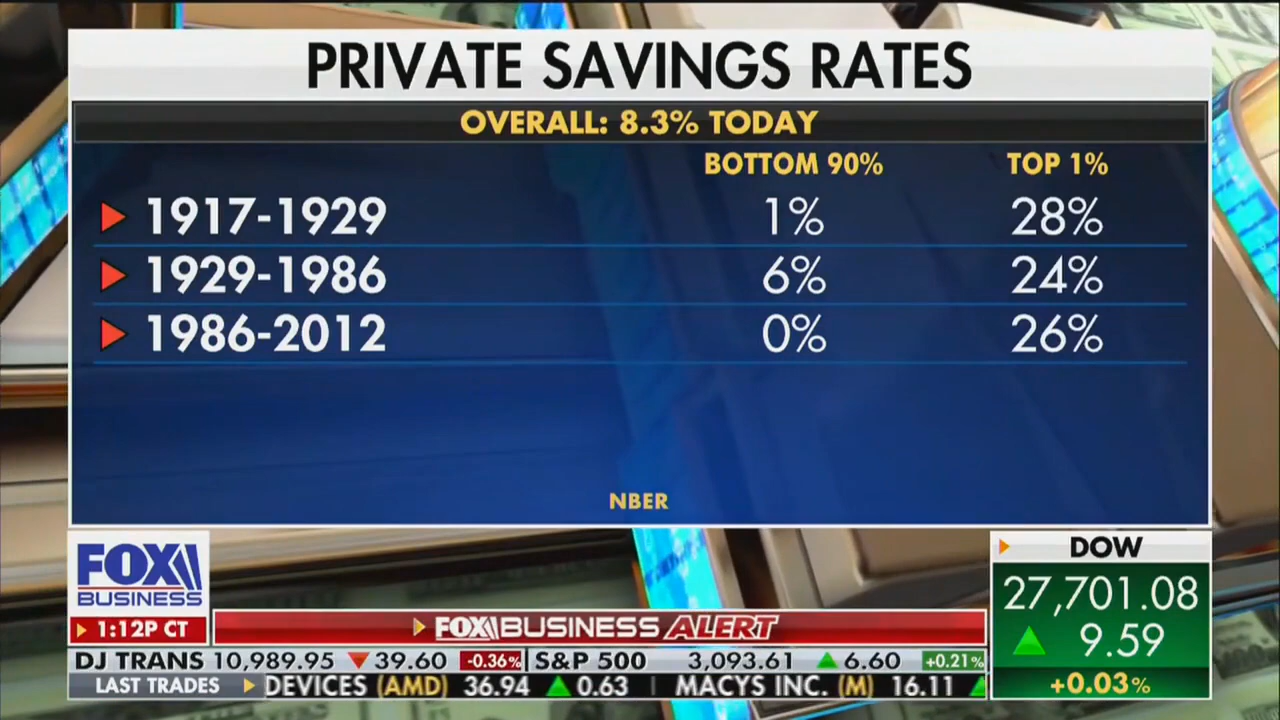 PRIVATE SAVINGS RATES
OVERALL: 8.3% TODAY
BOTTOM 90% TOP 1%
1917-1929 1% 28%
1929-1986 6% 24%
1986-2012 0% 26%
NBER
FOX
BUSINESS
1:12P CT
FOX BUSINESS ALERT
DOW
27,701.08
9.59
+0.03%
DJ TRANS 10,989.95 39.60 -0.36% S&P 500 3,093.61 6.60 +0.21%
LAST TRADES DEVICES (AMD) 36.94 0.63 MACYS INC. (M) 16.11